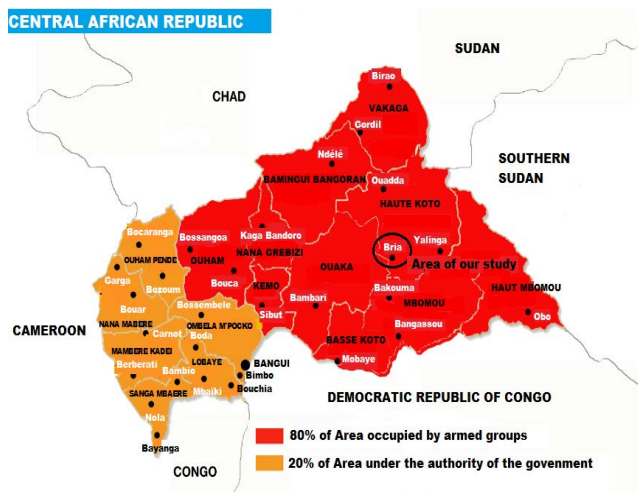 CENTRAL AFRICAN REPUBLIC
SUDAN
CHAD
Birao
VAKAGA
Gordil
SOUTHERN
SUDAN
Ndélé
BAMINGUI BANGORAN
Ouadda
HAUTE KOTO
Bocaranga
Bossangoa
Kaga Bandoro
Bria
Yalinga
OUHAM PENDE
OUHAM
NANA GREBIZI
OUAKA
Area of our study
Garga
Bozoum
Bouca
KEMO
Bakouma
HAUT MBOMOU
Bouar
Bossembele
Bambari
MBOMOU
Sibut
Obo
NANA MABERE
OMBELA M'POOKO
CAMEROON
Carnot
Boda
Bangassou
BASSE KOTO
MAMBERE KADEI
LOBAYE
BANGUI
Mobaye
Berberati
Bambio
Bimbo
SANGA MBAERE
Mbaiki
Bouchia
DEMOCRATIC REPUBLIC OF CONGO
Nola
Bayanga
CONGO
80% of Area occupied by armed groups
20% of Area under the authority of the govenment